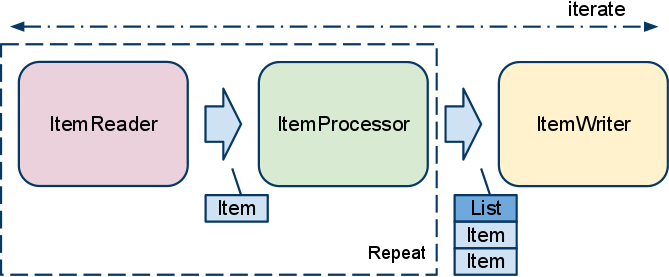 iterate
ItemReader
ItemProcessor
ItemWriter
Item
List
Item
Item
Repeat